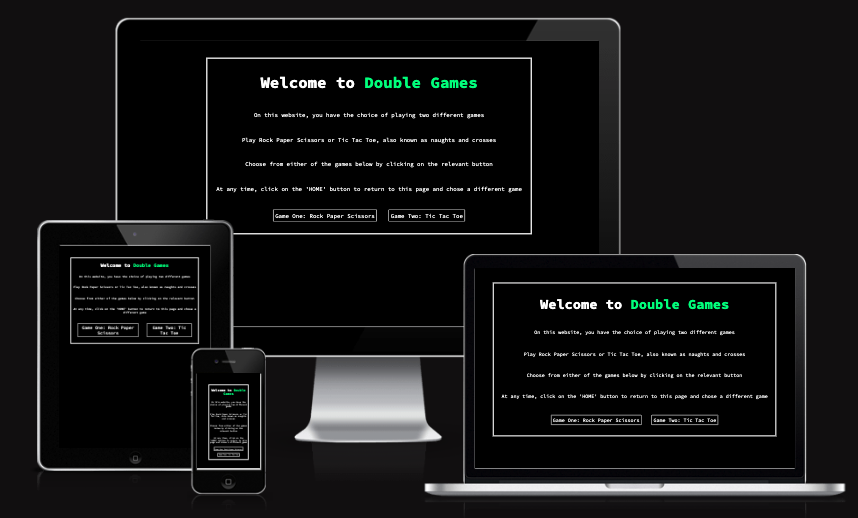 Welcome to Double Games
On this website, you have the choice of playing two different games
Play Rock Paper Scissors or Tic Tac Toe, also known as naughts and crosses
Choose from either of the games below by clicking on the relevant button
At any time, click on the 'HOME' button to return to this page and chose a different game
Game One: Rock Paper Scissors
Game Two: Tic Tac Toe
Welcome to Double Games
On this website, you have the choice of playing two different games
Play Rock Paper Scissors or Tic Tac Toe, also known as naughts and crosses
Choose from either of the games below by clicking on the relevant button
At any time, click on the 'HOME' button to return to this page and chose a
different game
Game One: Rock Paper
Scissors
Game Two: Tic
Tac Toe
Welcome to Double
Games
Welcome to Double Games
On this website, you have the choice of playing two different games
Play Rock Paper Scissors or Tic Tac Toe, also known as naughts and crosses
Choose from either of the games below by clicking on the relevant button
At any time, click on the 'HOME' button to return to this page and chose a different game
Game One: Rock Paper Scissors
Game Two: Tic Tac Toe